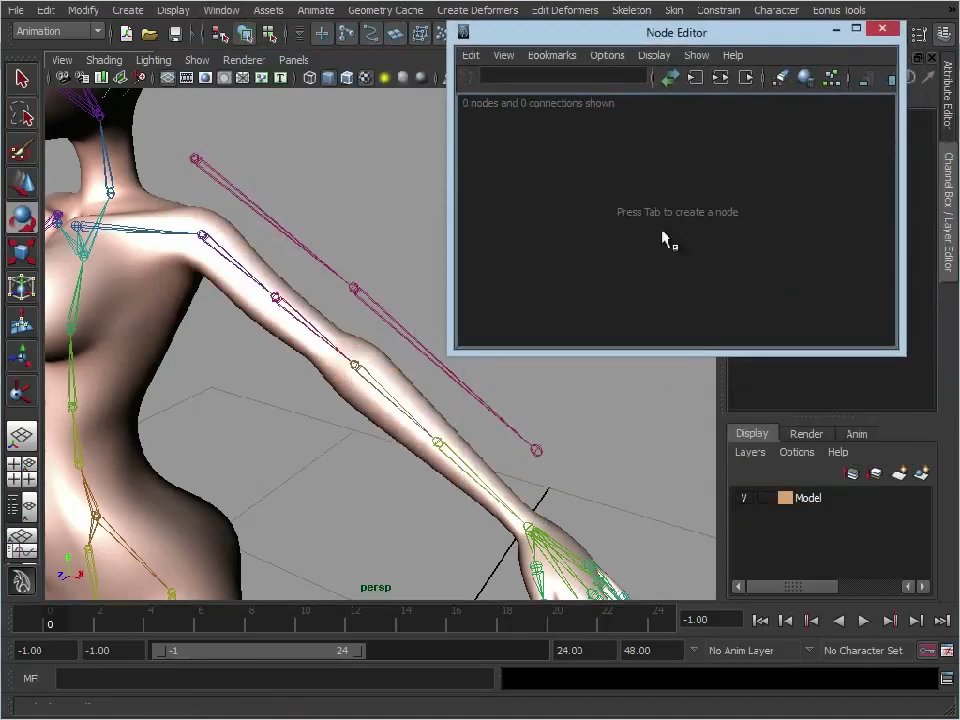 File Edit Modify Create Display Window Assets Animate Geometry Cache Create Deformers Edit Deformers Skeleton Skin Constrain Character Bonus Tools
Animation
Node Editor
View Shading Lighting Show Renderer Panels
Edit View Bookmarks Options Display Show Help
0 nodes and 0 connections shown
Press Tab to create a node
Attribute Editor
Channel Box / Layer Editor
Display Render Anim
Layers Options Help
V Model
persp
0 2 4 6 8 10 12 14 16 18 20 22 24
0
-1.00
-1.00 -1.00 -1 24 24.00 48.00 No Anim Layer No Character Set
MEL